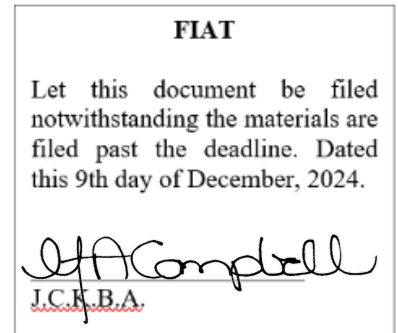 FIAT
Let this document be filed
notwithstanding the materials are
filed past the deadline. Dated
this 9th day of December, 2024.
GACampbell
J.C.K.B.A.